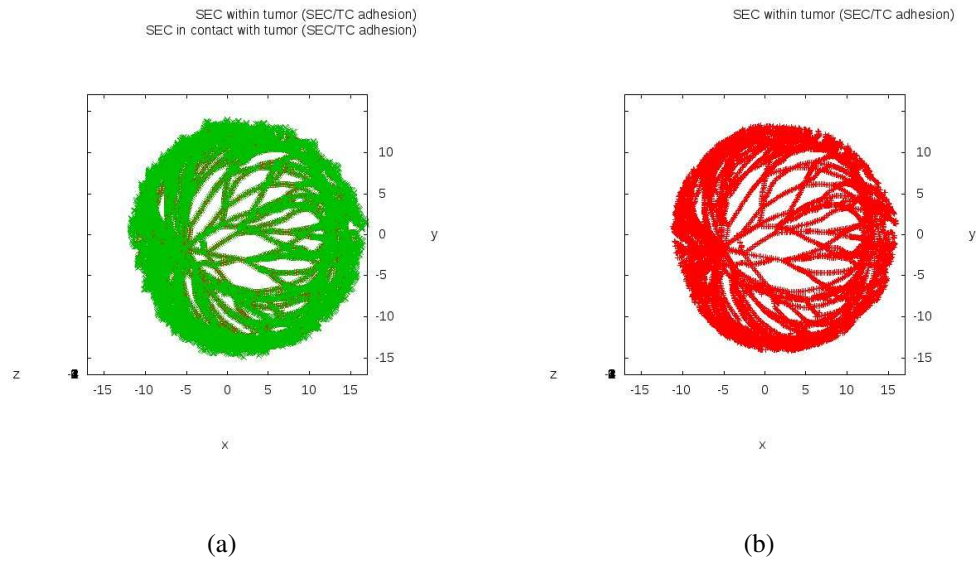 SEC within tumor (SEC/TC adhesion)
SEC in contact with tumor (SEC/TC adhesion)
10
5
0
-5
-10
-15
y
z
-15 -10 -5 0 5 10 15
x
(a)
SEC within tumor (SEC/TC adhesion)
10
5
0
-5
-10
-15
y
z
-15 -10 -5 0 5 10 15
x
(b)